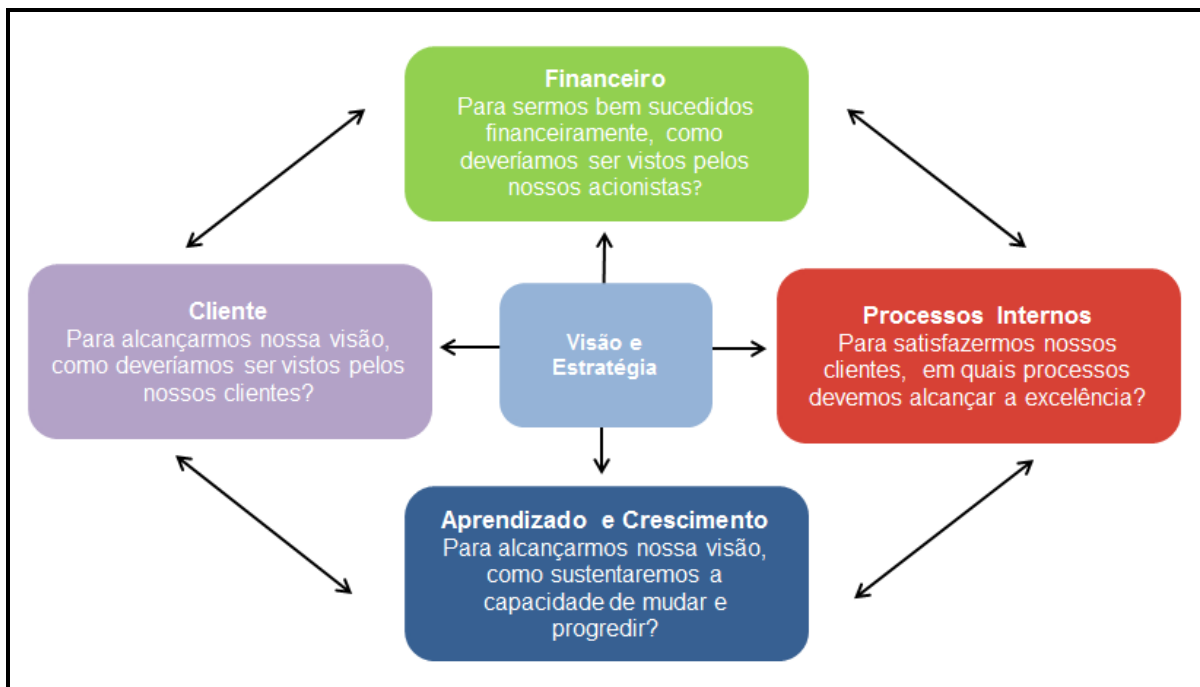 Financeiro
Para sermos bem sucedidos
financeiramente, como
deveríamos ser vistos pelos
nossos acionistas?
Cliente
Para alcançarmos nossa visão,
como deveríamos ser vistos pelos
nossos clientes?
Visão e
Estratégia
Processos Internos
Para satisfazermos nossos
clientes, em quais processos
devemos alcançar a excelência?
Aprendizado e Crescimento
Para alcançarmos nossa visão,
como sustentaremos a
capacidade de mudar e
progredir?